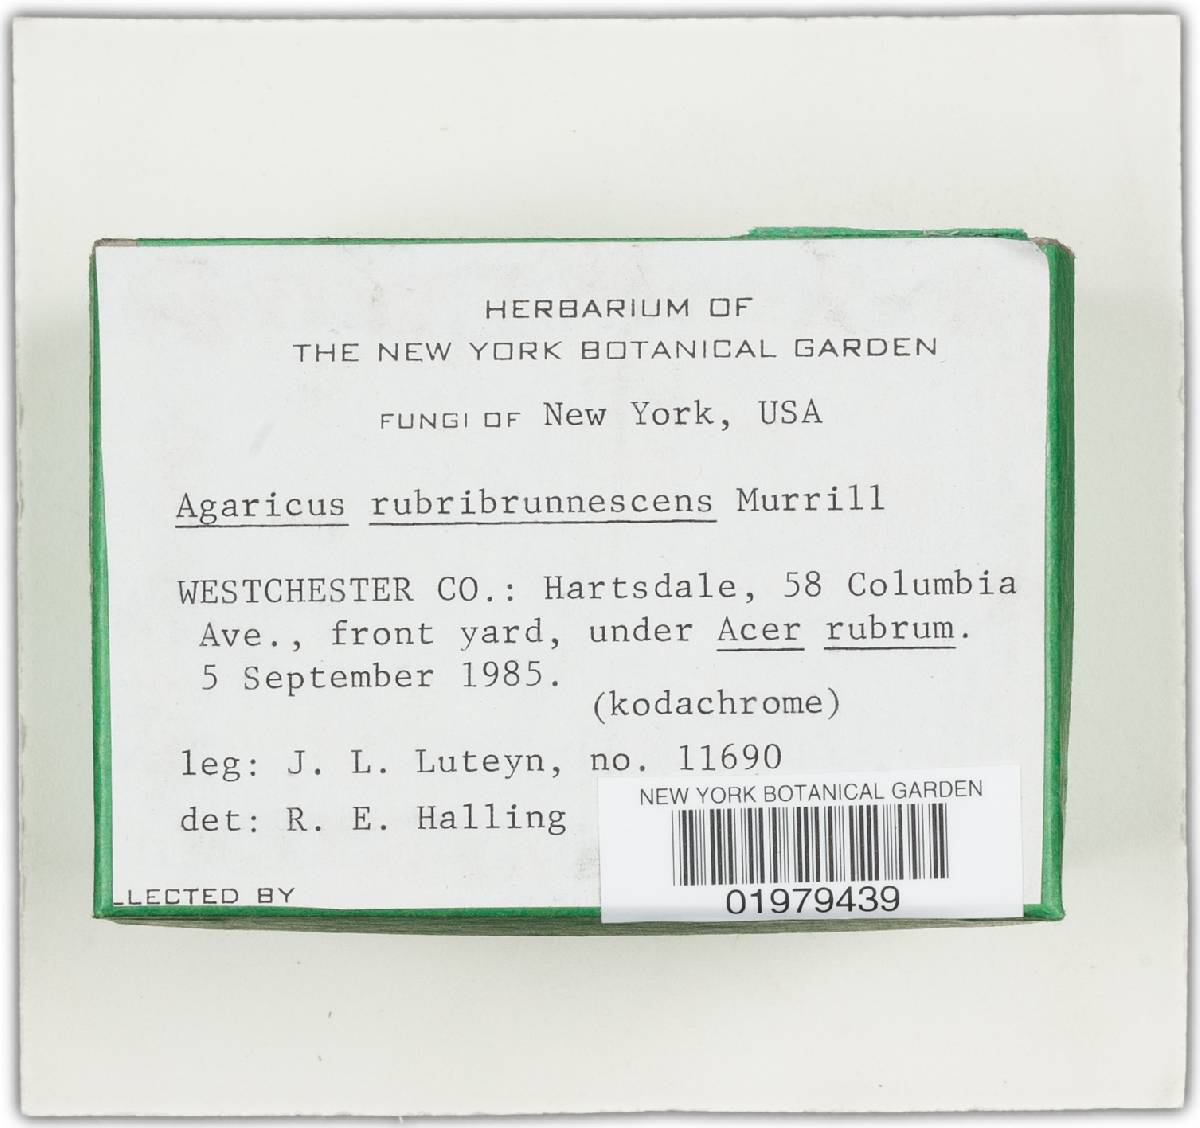 HERBARIUM OF
THE NEW YORK BOTANICAL GARDEN
FUNGI OF New York, USA
Agaricus rubribrunnescens Murrill
WESTCHESTER CO.: Hartsdale, 58 Columbia
Ave., front yard, under Acer rubrum.
5 September 1985.
(kodachrome)
leg: J. L. Luteyn, no. 11690
det: R. E. Halling
NEW YORK BOTANICAL GARDEN
01979439
LLECTED BY